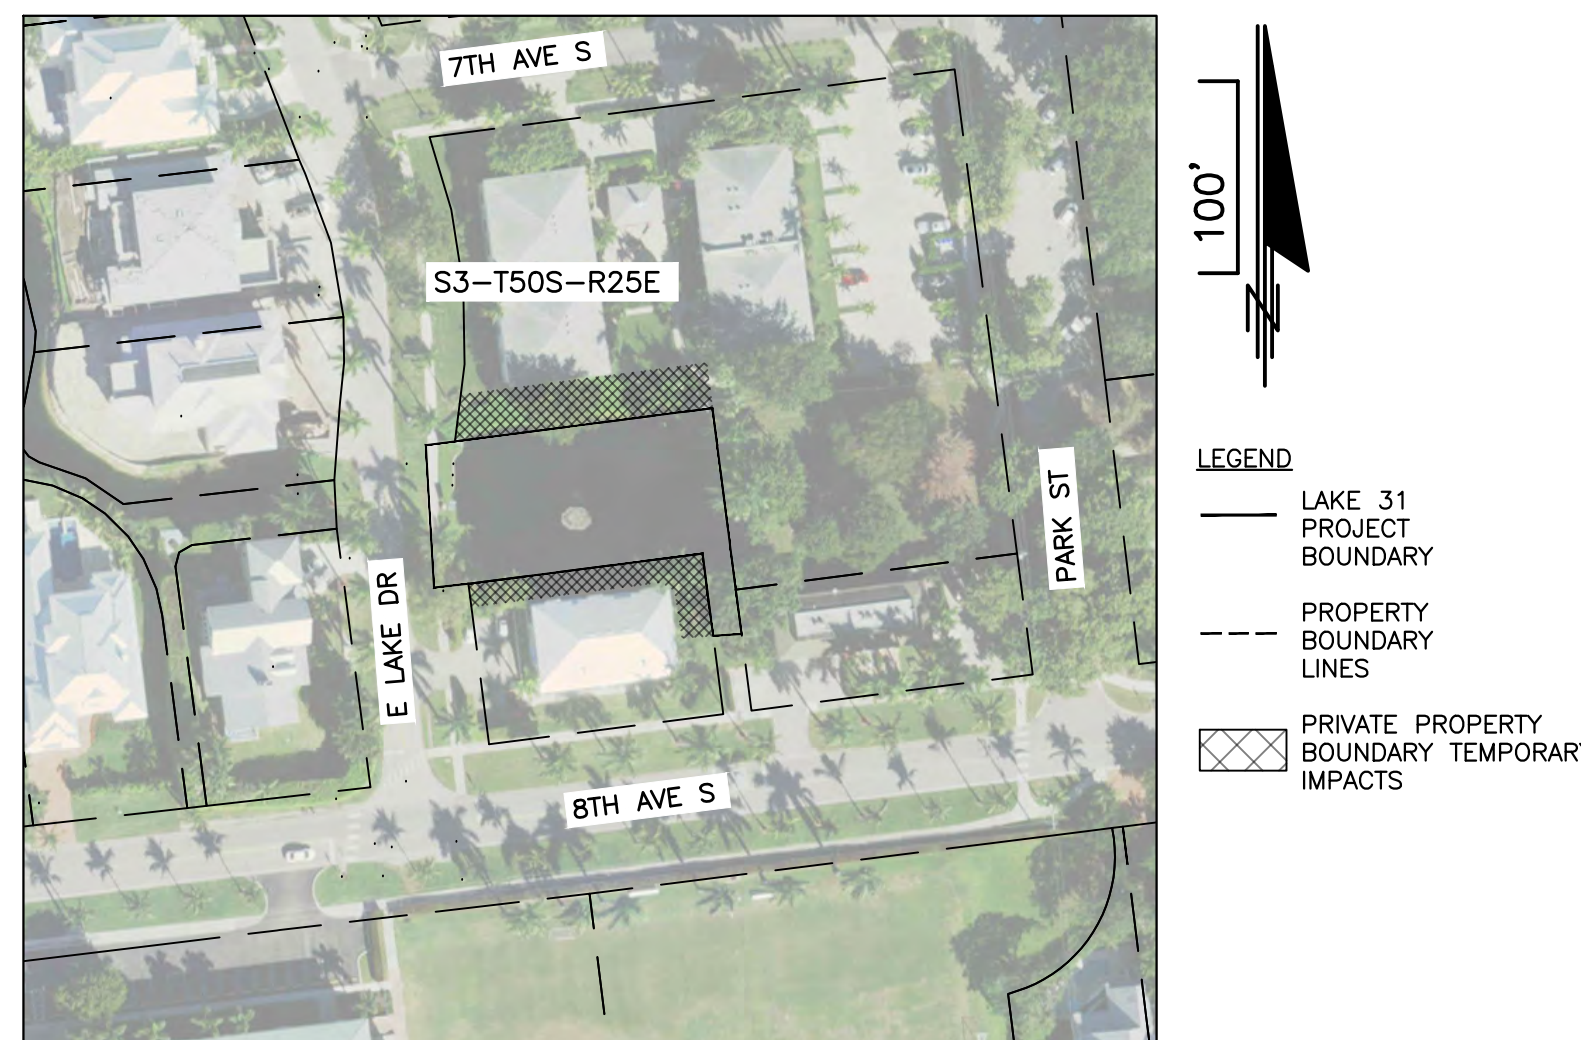 7TH AVE S
S3-T50S-R25E
PARK ST
E LAKE DR
8TH AVE S
100'
N
LEGEND
LAKE 31
PROJECT
BOUNDARY
PROPERTY
BOUNDARY
LINES
PRIVATE PROPERTY
BOUNDARY TEMPORAR
IMPACTS